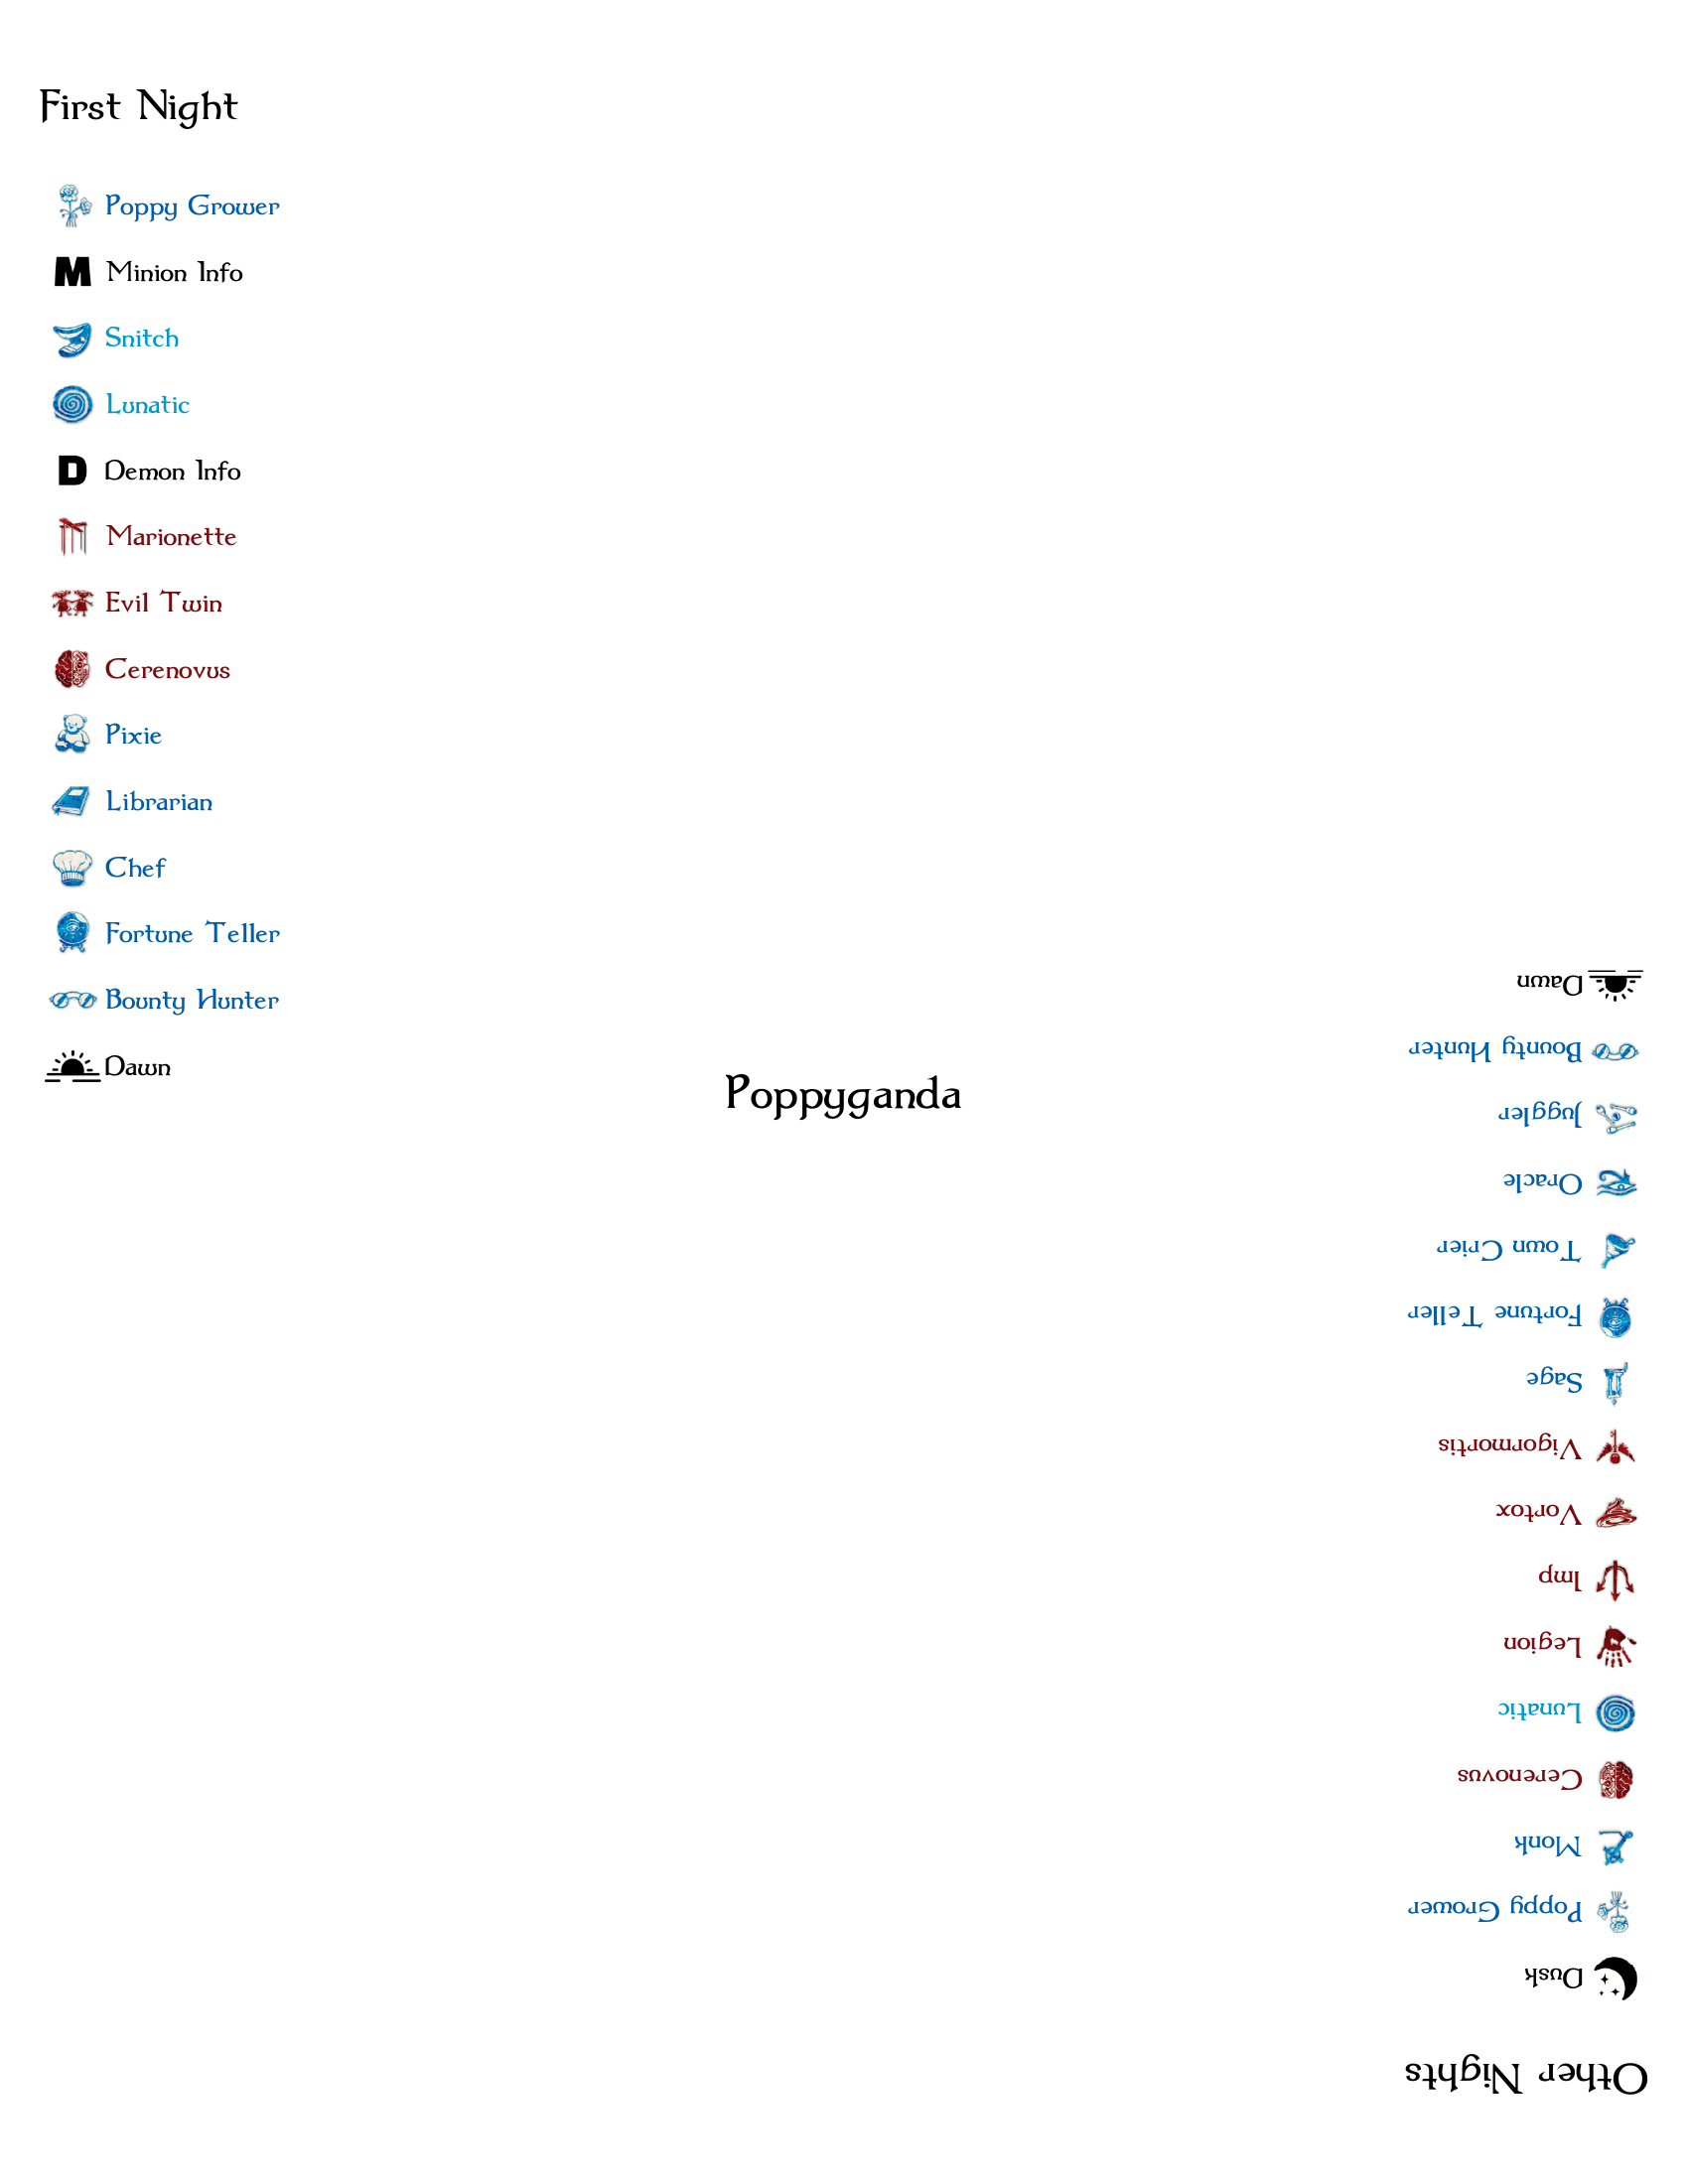 First Night
Poppy Grower
M Minion Info
Snitch
Lunatic
D Demon Info
Marionette
Evil Twin
Cerenovus
Pixie
Librarian
Chef
Fortune Teller
Bounty Hunter
Dawn
Poppyganda
Other Nights
Dusk
Poppy Grower
Monk
Cerenovus
Lunatic
Legion
Imp
Vortox
Vigormortis
Sage
Fortune Teller
Town Crier
Oracle
Juggler
Bounty Hunter
Dawn